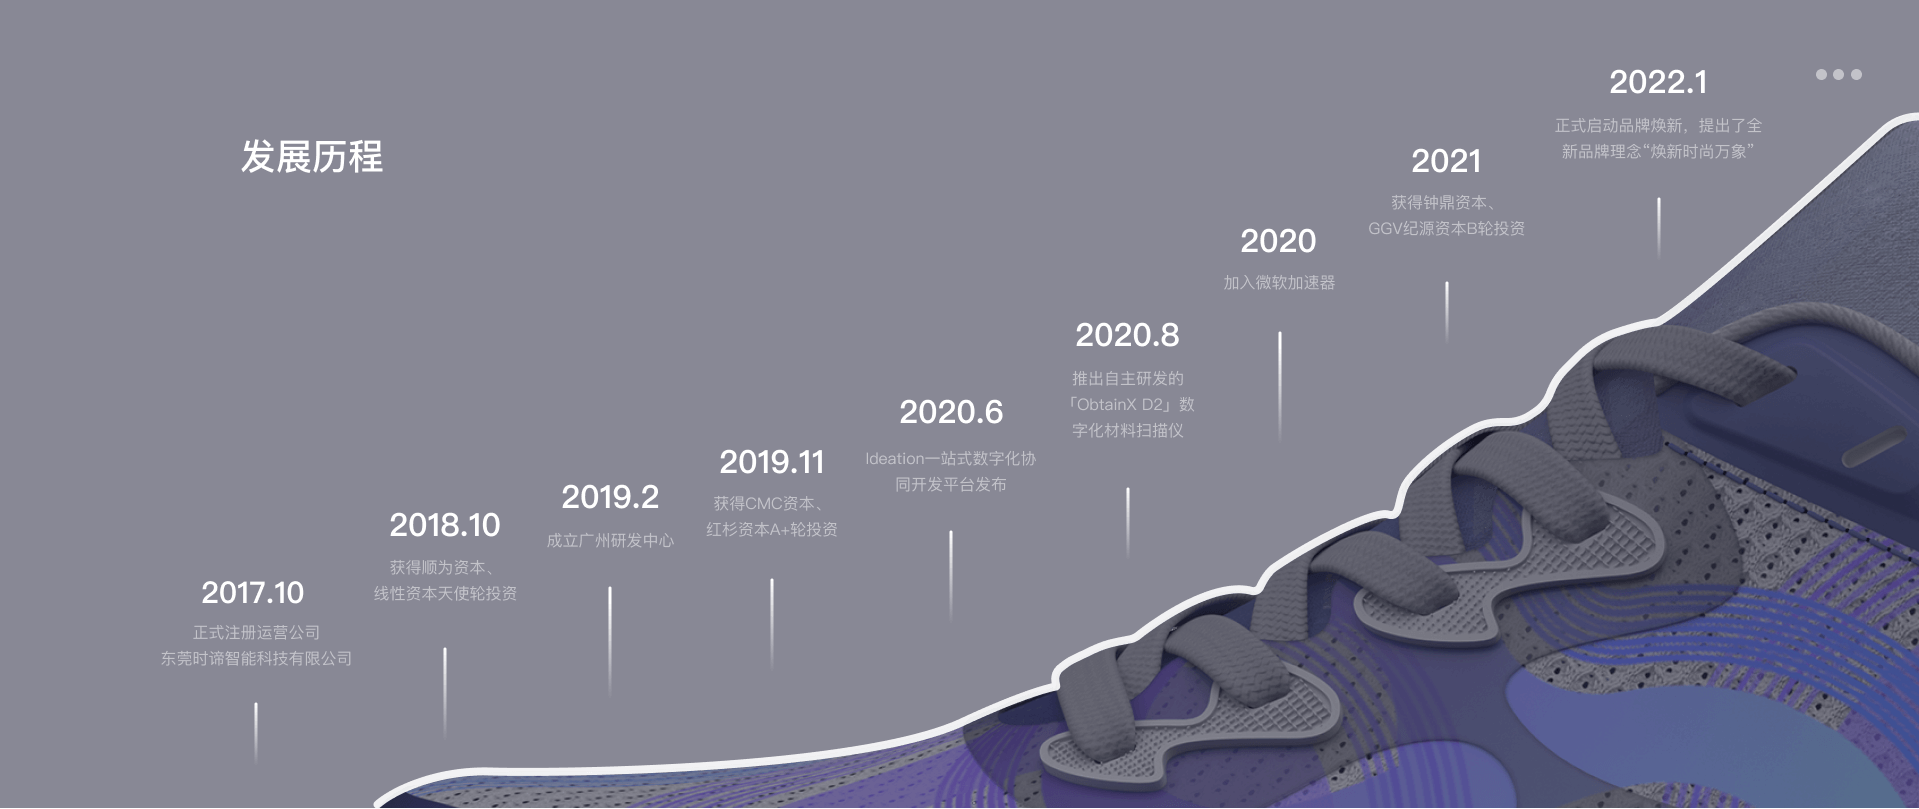 发展历程
2017.10
正式注册运营公司
东莞时谛智能科技有限公司
2018.10
获得顺为资本、
线性资本天使轮投资
2019.2
成立广州研发中心
2019.11
获得CMC资本、
红杉资本A+轮投资
2020.6
Ideation一站式数字化协
同开发平台发布
2020.8
推出自主研发的
「ObtainX D2」数
字化材料扫描仪
2020
加入微软加速器
2021
获得钟鼎资本、
GGV纪源资本B轮投资
2022.1
正式启动品牌焕新，提出了全
新品牌理念“焕新时尚万象”